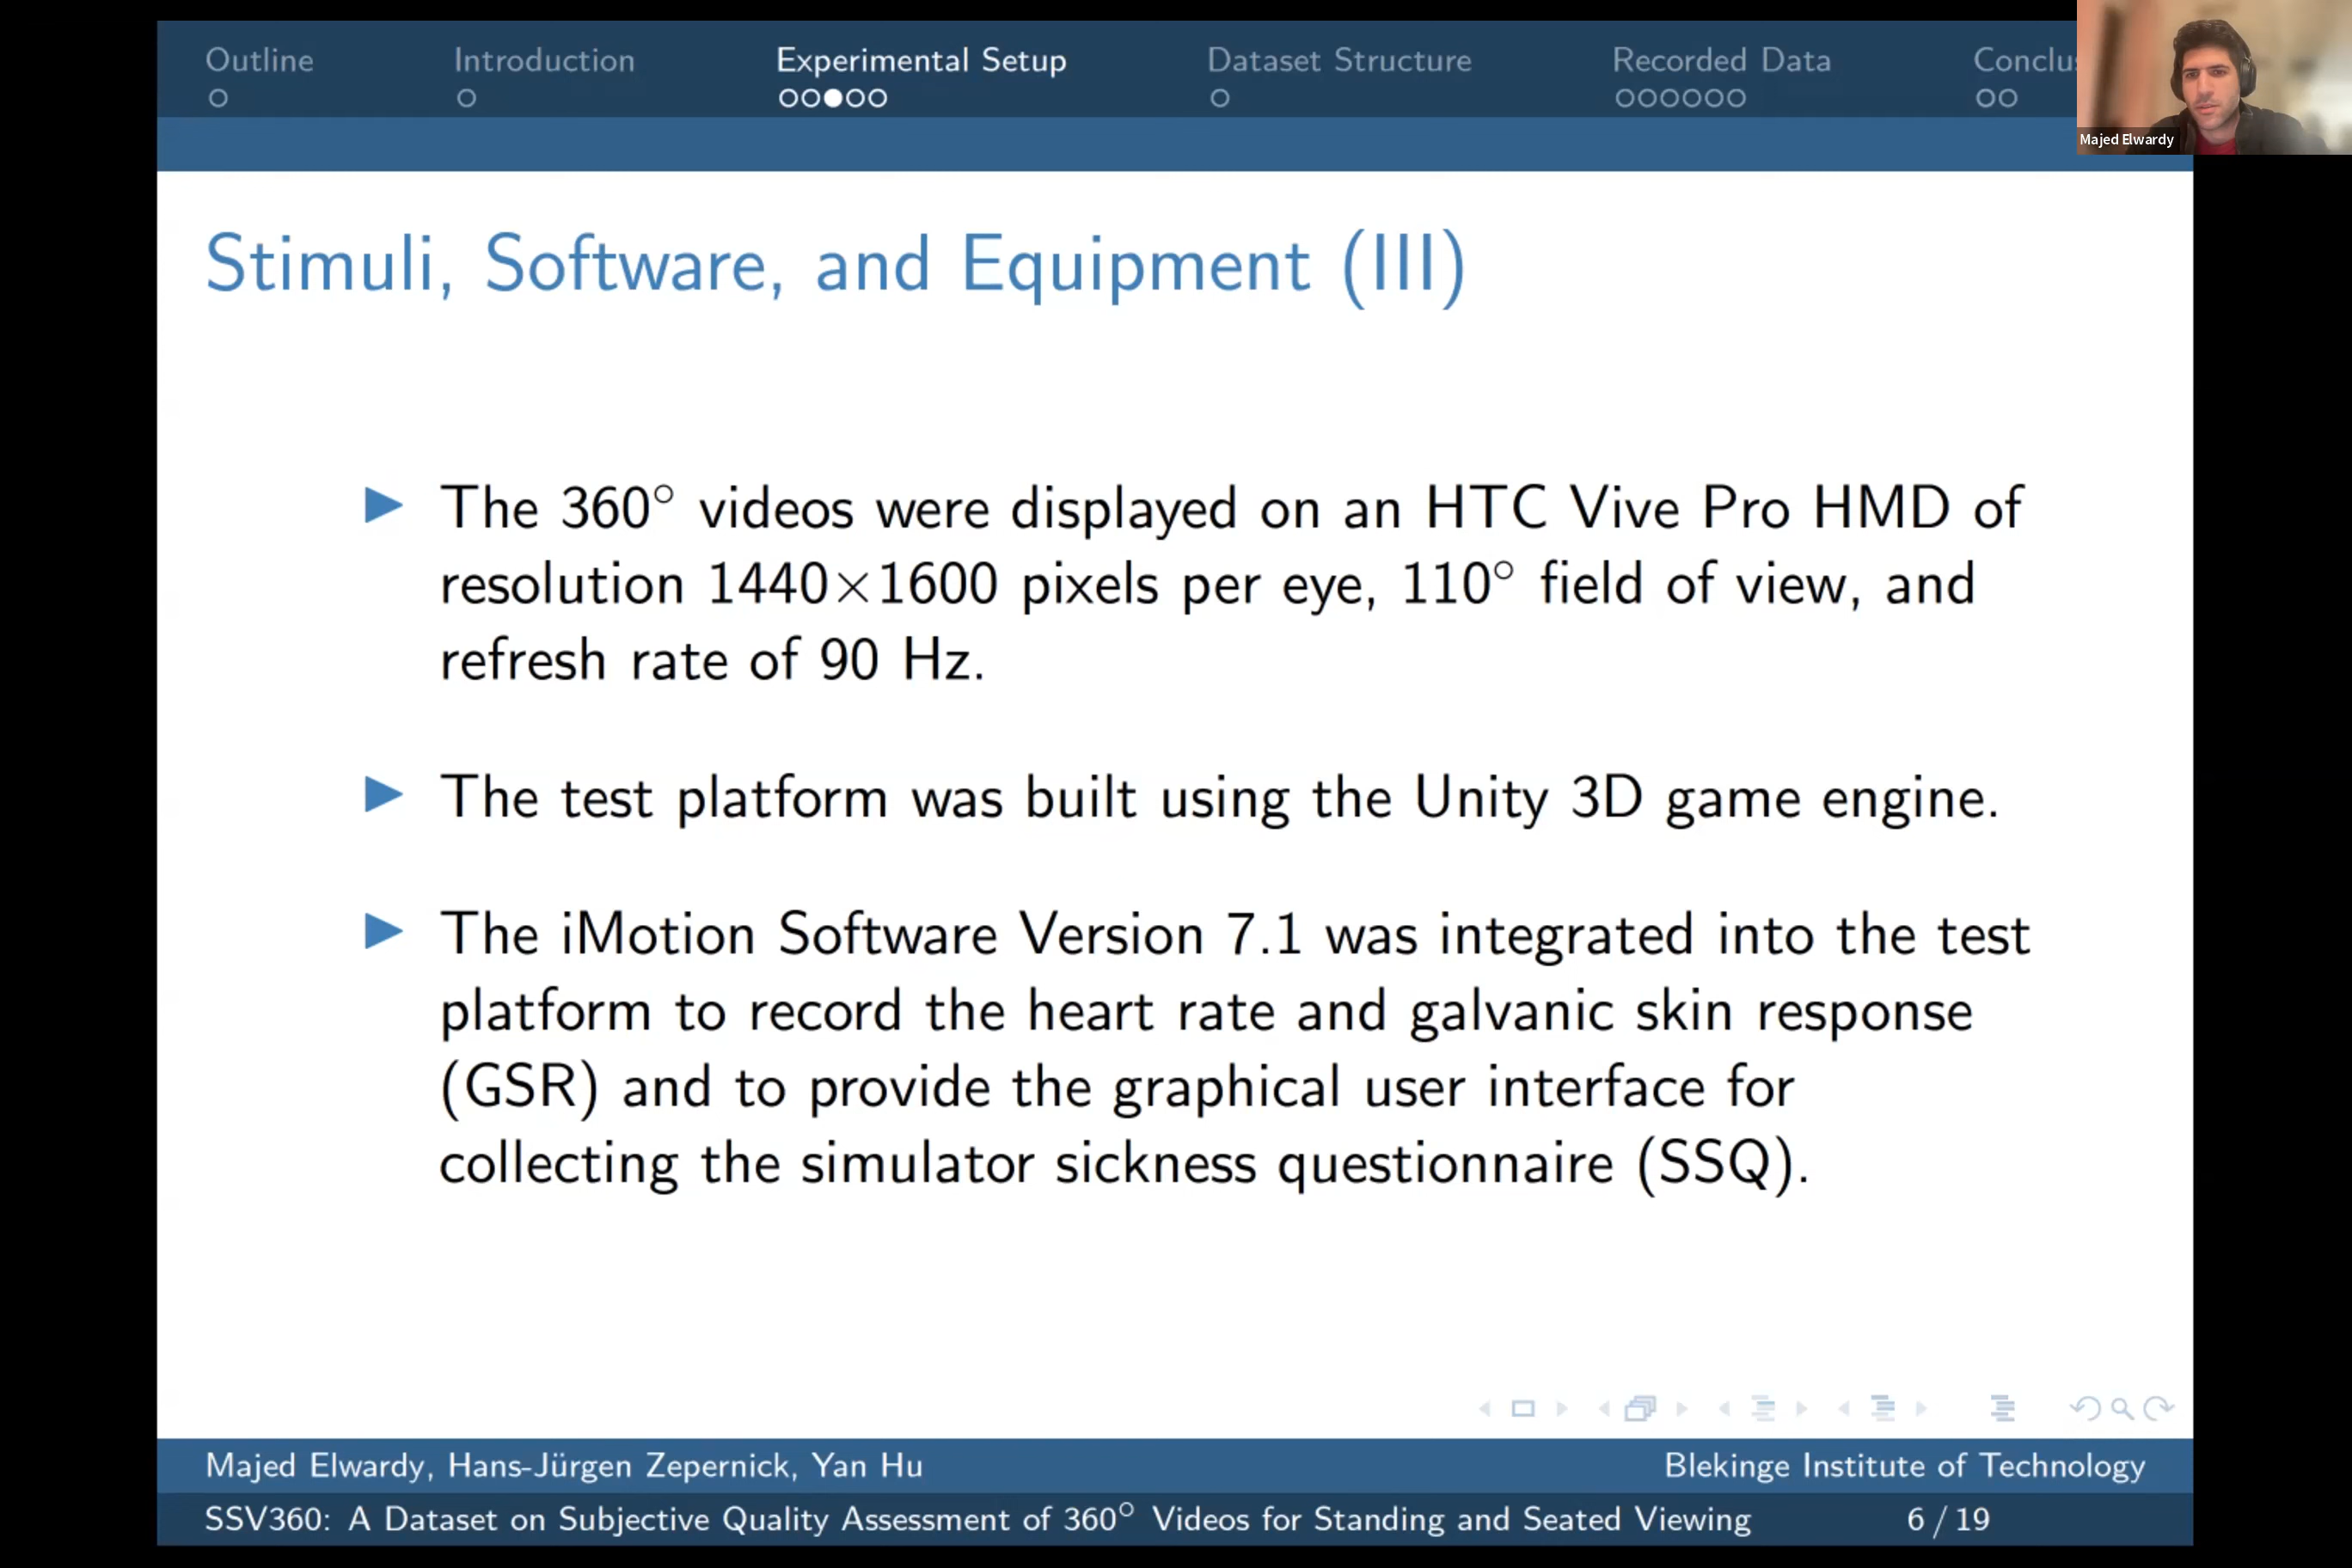 Outline
Introduction
Experimental Setup
Dataset Structure
Recorded Data
Conclu
Majed Elwardy
Stimuli, Software, and Equipment (III)
The 360° videos were displayed on an HTC Vive Pro HMD of
resolution 1440×1600 pixels per eye, 110° field of view, and
refresh rate of 90 Hz.
The test platform was built using the Unity 3D game engine.
The iMotion Software Version 7.1 was integrated into the test
platform to record the heart rate and galvanic skin response
(GSR) and to provide the graphical user interface for
collecting the simulator sickness questionnaire (SSQ).
Majed Elwardy, Hans-Jürgen Zepernick, Yan Hu
Blekinge Institute of Technology
SSV360: A Dataset on Subjective Quality Assessment of 360° Videos for Standing and Seated Viewing
6 / 19